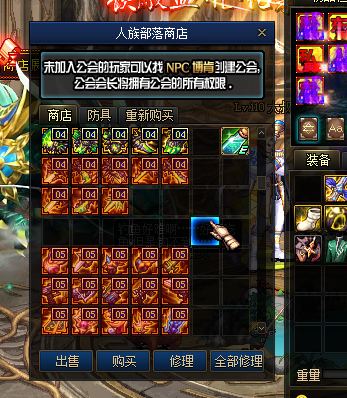 人族部落商店
未加入公会的玩家可以找 NPC 博肯创建公会,
公会会长将拥有公会的所有权限 .
商店
防具
重新购买
04 04 04 04 04
04 04 04 04 04
04 04 04
05 05 05 05 05
05 05 05 05 05
05 05 05 05 05
出售
购买
修理
全部修理
装备
重量